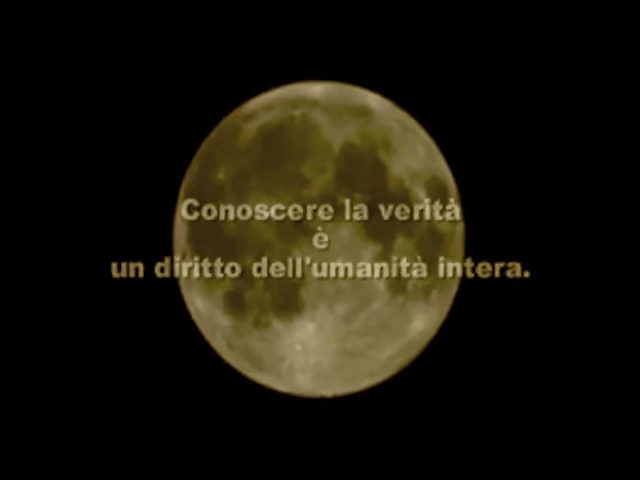 Conoscere la verità
è
un diritto dell'umanità intera.